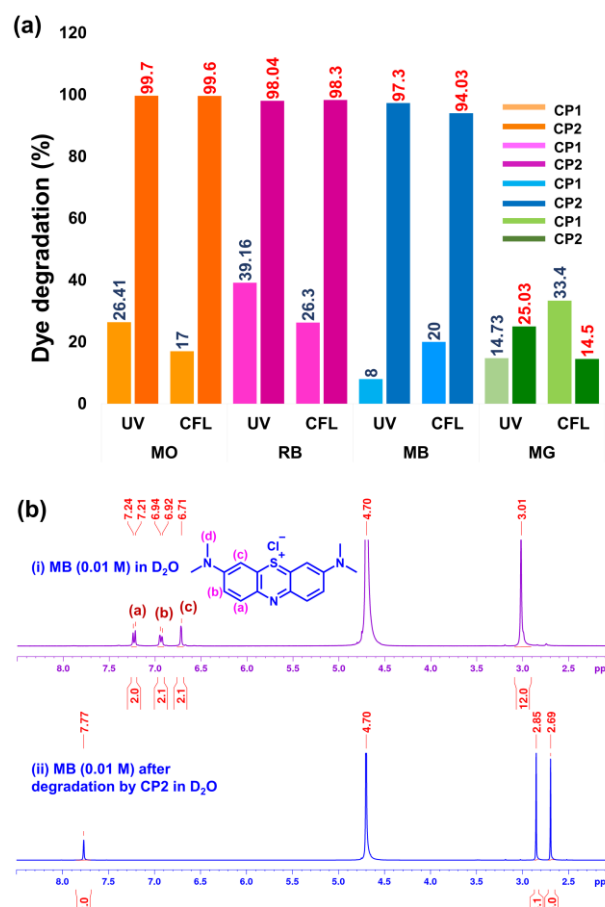 (a)
120
100
80
60
40
20
0
Dye degradation (%)
26.41
99.7
17
99.6
39.16
98.04
26.3
98.3
8
97.3
20
94.03
14.73
25.03
33.4
14.5
CP1
CP2
CP1
CP2
CP1
CP2
CP1
CP2
UV CFL UV CFL UV CFL UV CFL
MO RB MB MG
(b)
7.24 7.21 6.94 6.92 6.71 4.70 3.01
(i) MB (0.01 M) in D₂O
(d)
N
(c)
(b)
(a)
Cl⁻
S
+
N
N
(a) (b) (c)
8.0 7.5 7.0 6.5 6.0 5.5 5.0 4.5 4.0 3.5 3.0 2.5 pp
2.0 2.1 2.1 12.0
7.77 4.70 2.85 2.69
(ii) MB (0.01 M) after
degradation by CP2 in D₂O
8.0 7.5 7.0 6.5 6.0 5.5 5.0 4.5 4.0 3.5 3.0 2.5 pp
.0 .1 .0